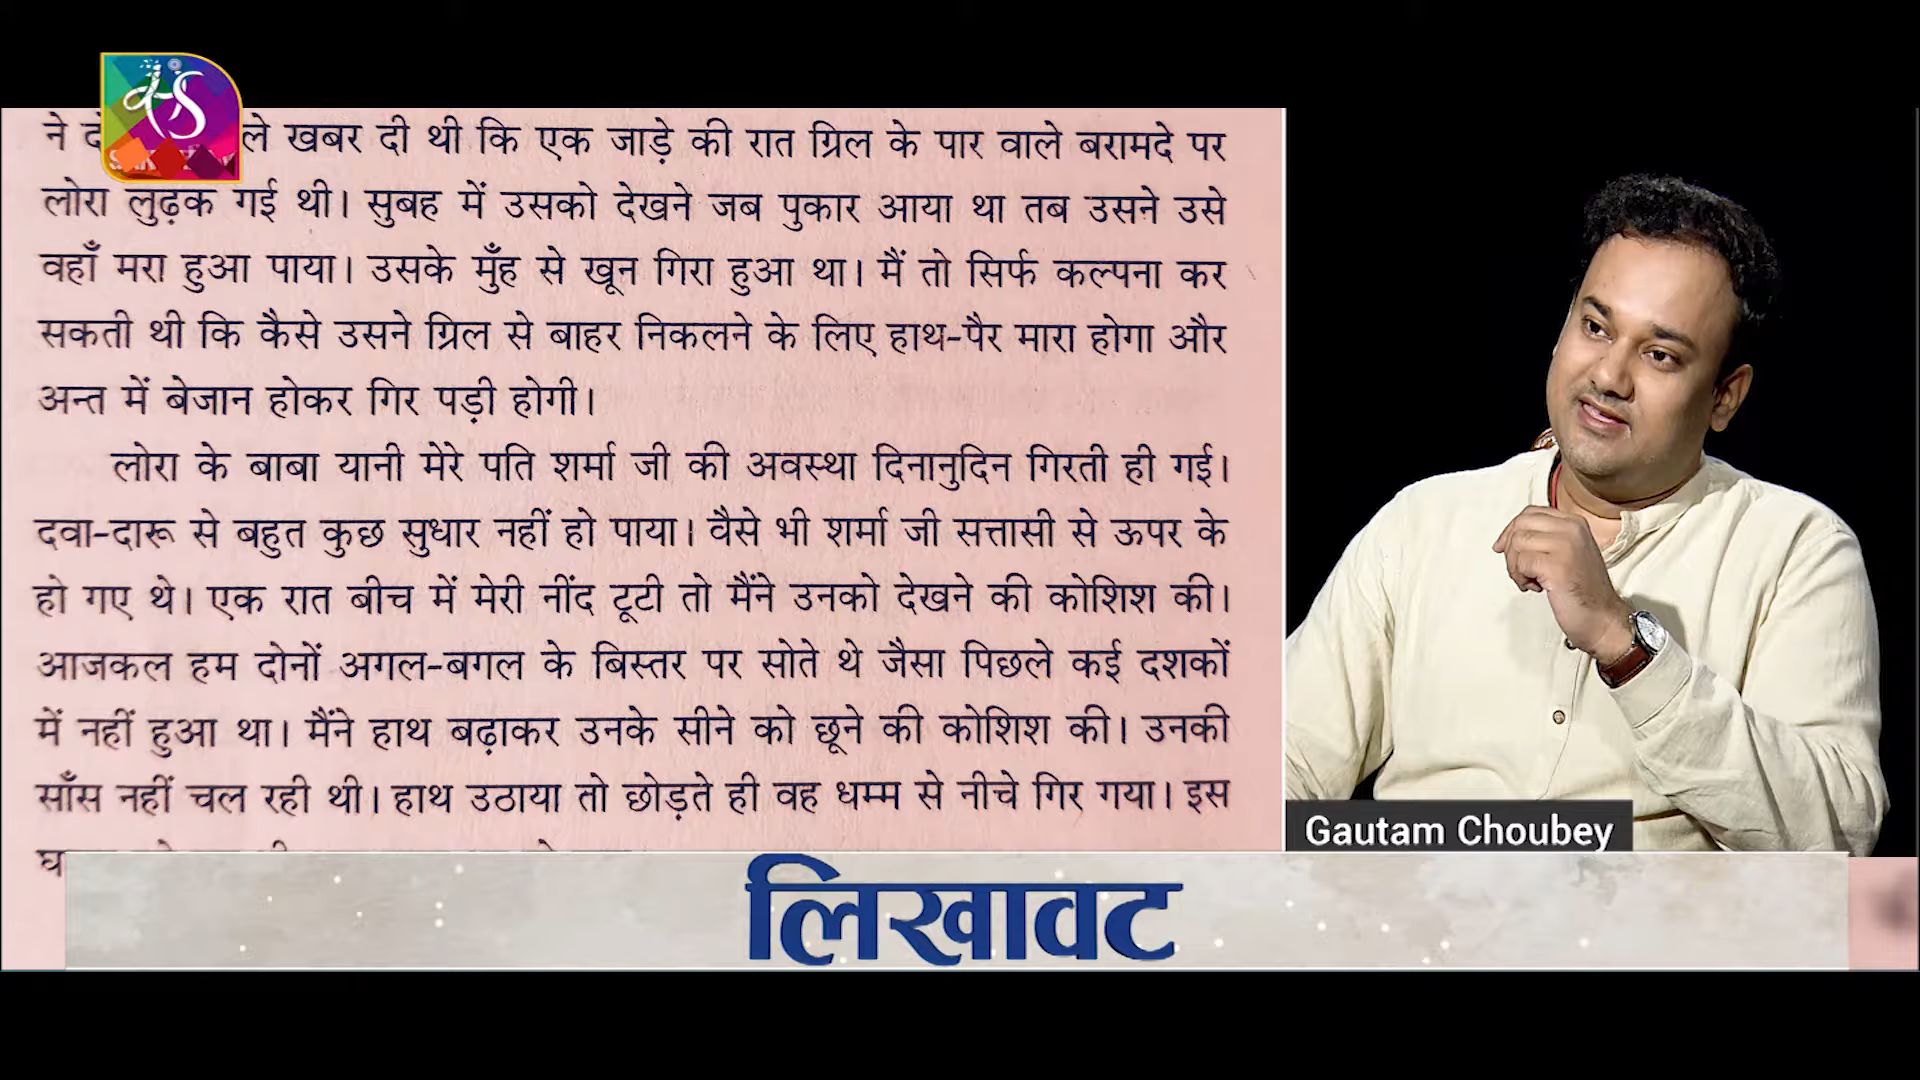 ने ले खबर दी थी कि एक जाड़े की रात ग्रिल के पार वाले बरामदे पर
लोरा लुढ़क गई थी। सुबह में उसको देखने जब पुकार आया था तब उसने उसे
वहाँ मरा हुआ पाया। उसके मुँह से खून गिरा हुआ था। मैं तो सिर्फ कल्पना कर
सकती थी कि कैसे उसने ग्रिल से बाहर निकलने के लिए हाथ-पैर मारा होगा और
अन्त में बेजान होकर गिर पड़ी होगी।
लोरा के बाबा यानी मेरे पति शर्मा जी की अवस्था दिनानुदिन गिरती ही गई।
दवा-दारू से बहुत कुछ सुधार नहीं हो पाया। वैसे भी शर्मा जी सत्तासी से ऊपर के
हो गए थे। एक रात बीच में मेरी नींद टूटी तो मैंने उनको देखने की कोशिश की।
आजकल हम दोनों अगल-बगल के बिस्तर पर सोते थे जैसा पिछले कई दशकों
में नहीं हुआ था। मैंने हाथ बढ़ाकर उनके सीने को छूने की कोशिश की। उनकी
साँस नहीं चल रही थी। हाथ उठाया तो छोड़ते ही वह धम्म से नीचे गिर गया। इस
Gautam Choubey
लिखावट